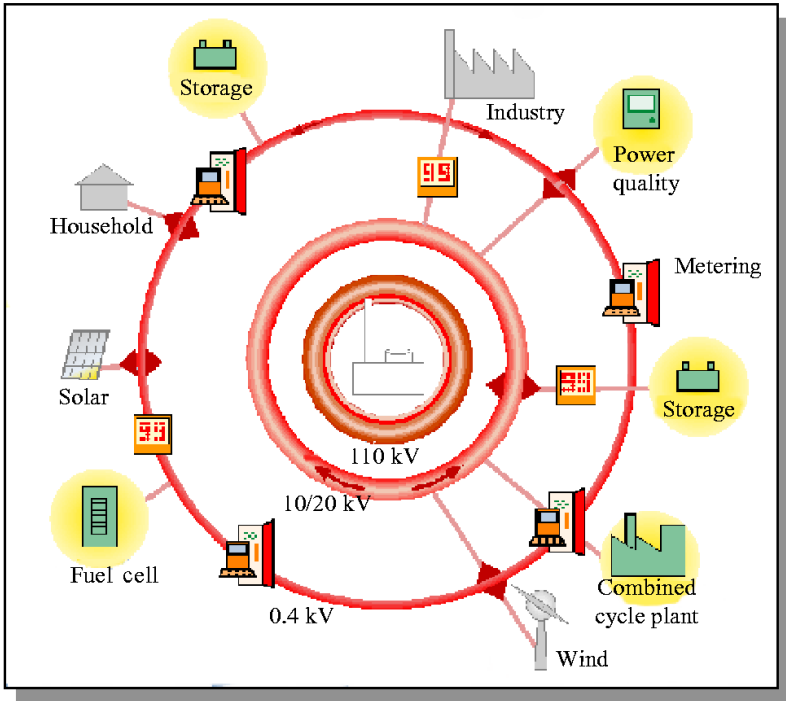 Storage
Industry
Power
quality
Household
Metering
Solar
Storage
110 kV
10/20 kV
Fuel cell
Combined
cycle plant
0.4 kV
Wind